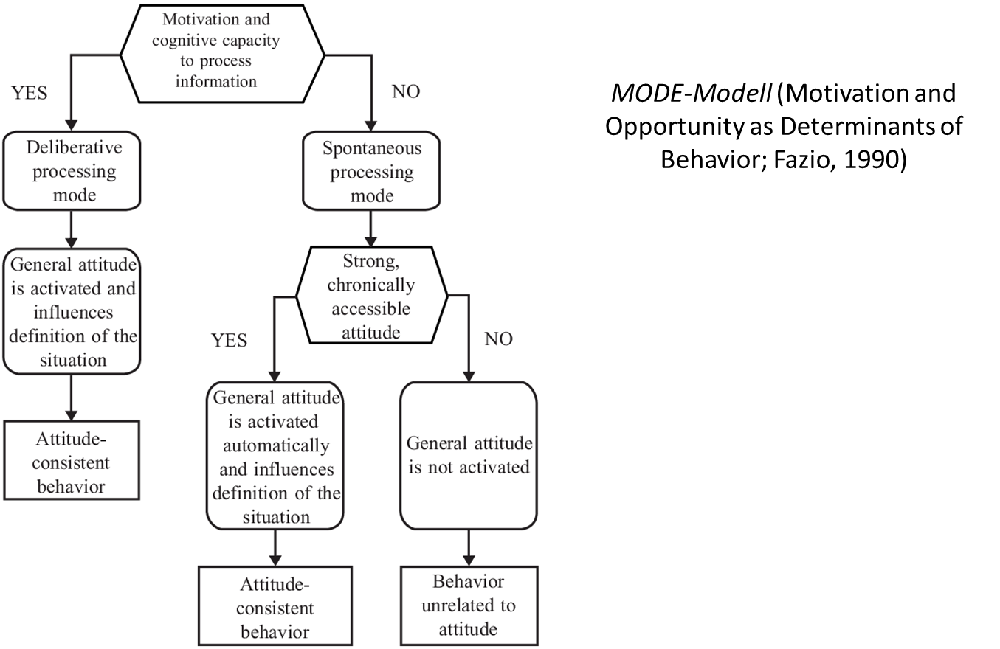 Motivation and
cognitive capacity
to process
information
YES
NO
MODE-Modell (Motivation and
Opportunity as Determinants of
Behavior; Fazio, 1990)
Deliberative
processing
mode
Spontaneous
processing
mode
General attitude
is activated and
influences
definition of the
situation
Strong,
chronically
accessible
attitude
YES
NO
Attitude-
consistent
behavior
General attitude
is activated
automatically
and influences
definition of the
situation
General attitude
is not activated
Attitude-
consistent
behavior
Behavior
unrelated to
attitude